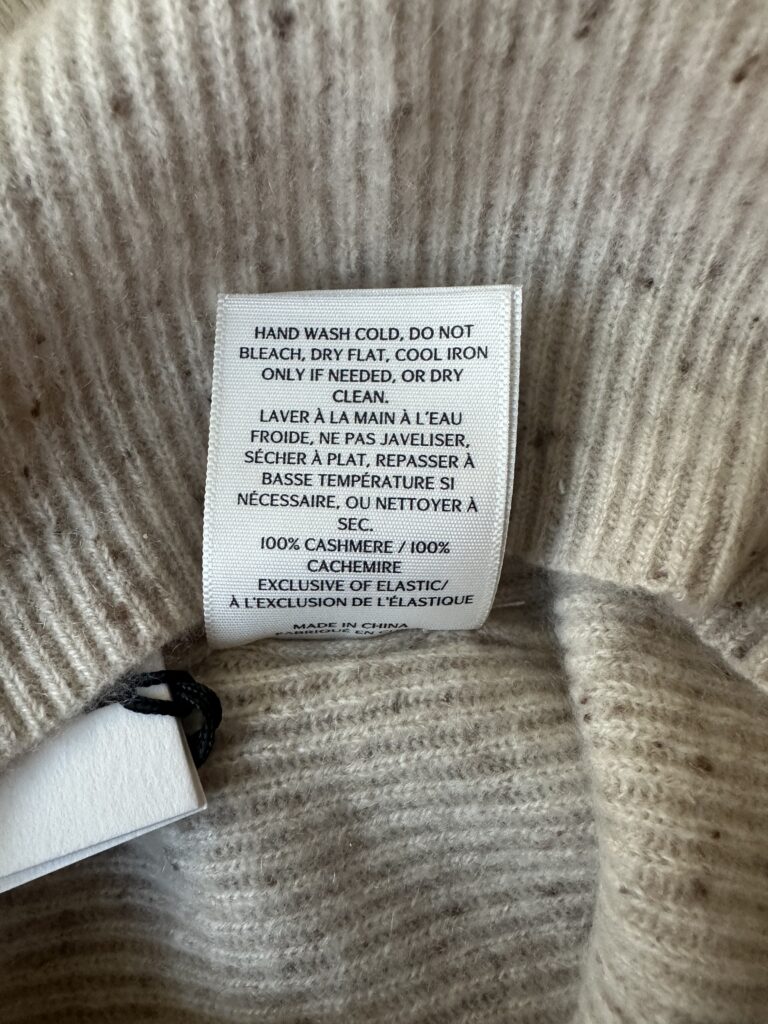 HAND WASH COLD, DO NOT
BLEACH, DRY FLAT, COOL IRON
ONLY IF NEEDED, OR DRY
CLEAN.
LAVER À LA MAIN À L'EAU
FROIDE, NE PAS JAVELISER,
SÉCHER À PLAT, REPASSER À
BASSE TEMPÉRATURE SI
NÉCESSAIRE, OU NETTOYER À
SEC.
100% CASHMERE / 100%
CACHEMIRE
EXCLUSIVE OF ELASTIC/
À L'EXCLUSION DE L'ÉLASTIQUE
MADE IN CHINA
FABRIQUÉ EN